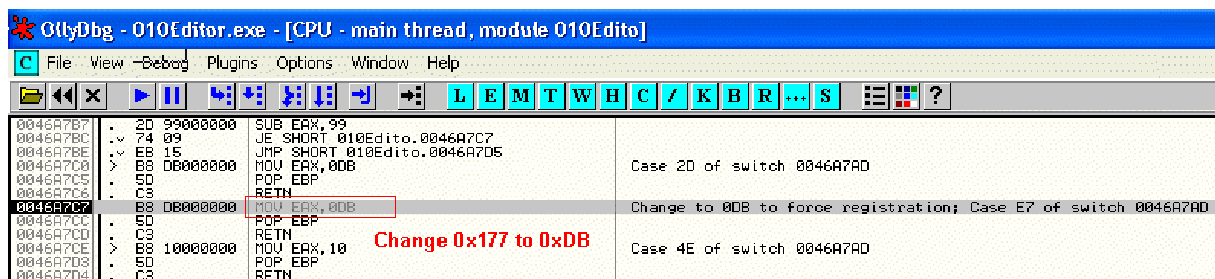 OllyDbg - 010Editor.exe - [CPU - main thread, module 010Edito]
C File View Debug Plugins Options Window Help
L E M T W H C / K B R ... S ?
0046A7B7 . 2D 99000000 SUB EAX,99
0046A7BC .v 74 09 JE SHORT 010Edito.0046A7C7
0046A7BE .v EB 15 JMP SHORT 010Edito.0046A7D5
0046A7C0 > B8 DB000000 MOV EAX,0DB Case 2D of switch 0046A7AD
0046A7C5 . 5D POP EBP
0046A7C6 . C3 RETN
0046A7C7 B8 DB000000 MOV EAX,0DB Change to 0DB to force registration; Case E7 of switch 0046A7AD
0046A7CC . 5D POP EBP
0046A7CD . C3 RETN
Change 0x177 to 0xDB
0046A7CE > B8 10000000 MOV EAX,10 Case 4E of switch 0046A7AD
0046A7D3 . 5D POP EBP
0046A7D4 . C3 RETN